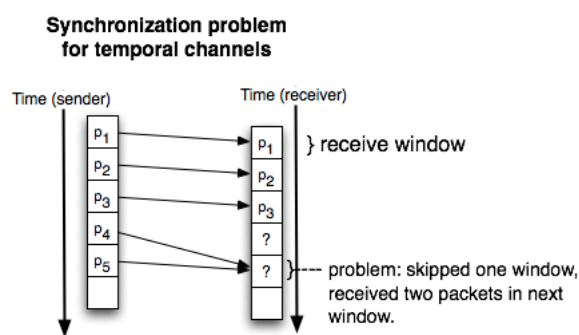 Synchronization problem
for temporal channels
Time (sender)
Time (receiver)
p1
p2
p3
p4
p5
p1
p2
p3
?
?
} receive window
} ---- problem: skipped one window,
received two packets in next
window.